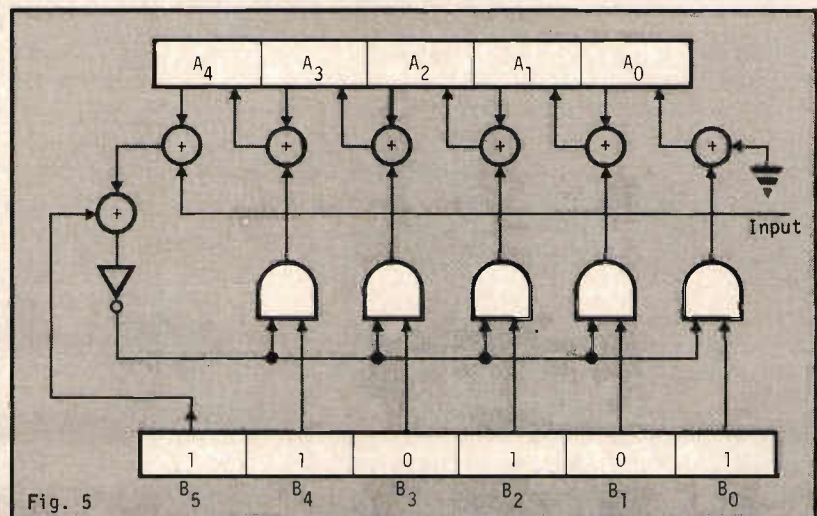 A4 A3 A2 A1 A0
+ + + + + +
+
Input
1 1 0 1 0 1
B5 B4 B3 B2 B1 B0
Fig. 5